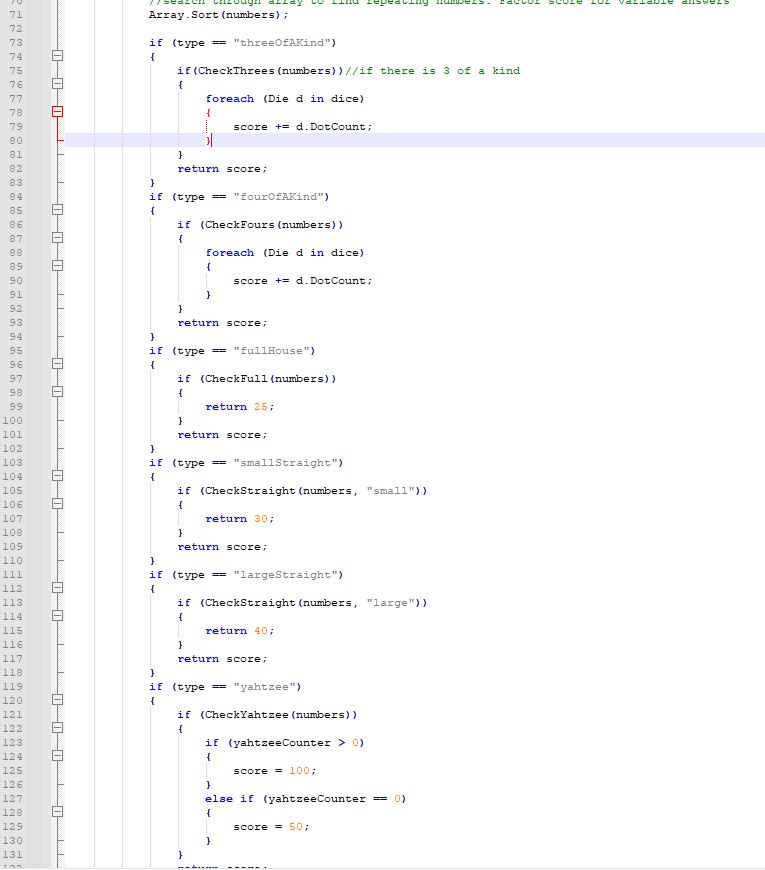 70 //search through array to find repeating numbers. Factor score for variable answers
71 Array.Sort(numbers);
72
73 if (type == "threeOfAKind")
74 {
75 if(CheckThrees(numbers))//if there is 3 of a kind
76 {
77 foreach (Die d in dice)
78 {
79 score += d.DotCount;
80 }
81 }
82 return score;
83 }
84 if (type == "fourOfAKind")
85 {
86 if (CheckFours(numbers))
87 {
88 foreach (Die d in dice)
89 {
90 score += d.DotCount;
91 }
92 }
93 return score;
94 }
95 if (type == "fullHouse")
96 {
97 if (CheckFull(numbers))
98 {
99 return 25;
100 }
101 return score;
102 }
103 if (type == "smallStraight")
104 {
105 if (CheckStraight(numbers, "small"))
106 {
107 return 30;
108 }
109 return score;
110 }
111 if (type == "largeStraight")
112 {
113 if (CheckStraight(numbers, "large"))
114 {
115 return 40;
116 }
117 return score;
118 }
119 if (type == "yahtzee")
120 {
121 if (CheckYahtzee(numbers))
122 {
123 if (yahtzeeCounter > 0)
124 {
125 score = 100;
126 }
127 else if (yahtzeeCounter == 0)
128 {
129 score = 50;
130 }
131 }